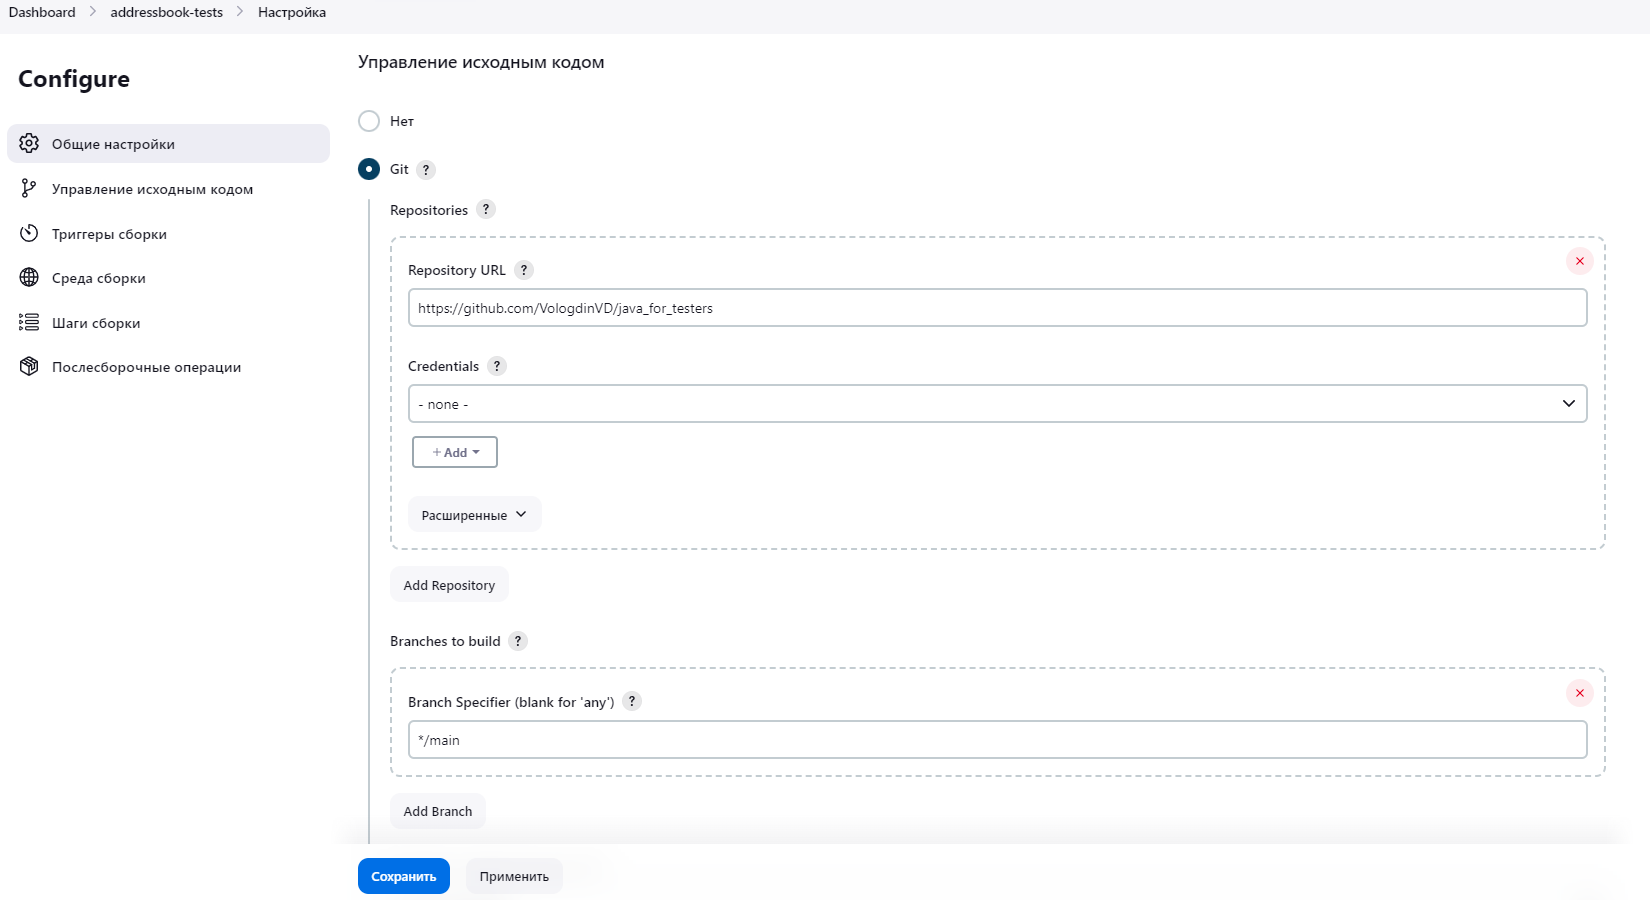 Dashboard > addressbook-tests > Настройка
Configure
Общие настройки
Управление исходным кодом
Триггеры сборки
Среда сборки
Шаги сборки
Послесборочные операции
Управление исходным кодом
Нет
Git ?
Repositories ?
Repository URL ?
https://github.com/VologdinVD/java_for_testers
Credentials ?
- none -
+ Add
Расширенные
Add Repository
Branches to build ?
Branch Specifier (blank for 'any') ?
*/main
Add Branch
Сохранить
Применить